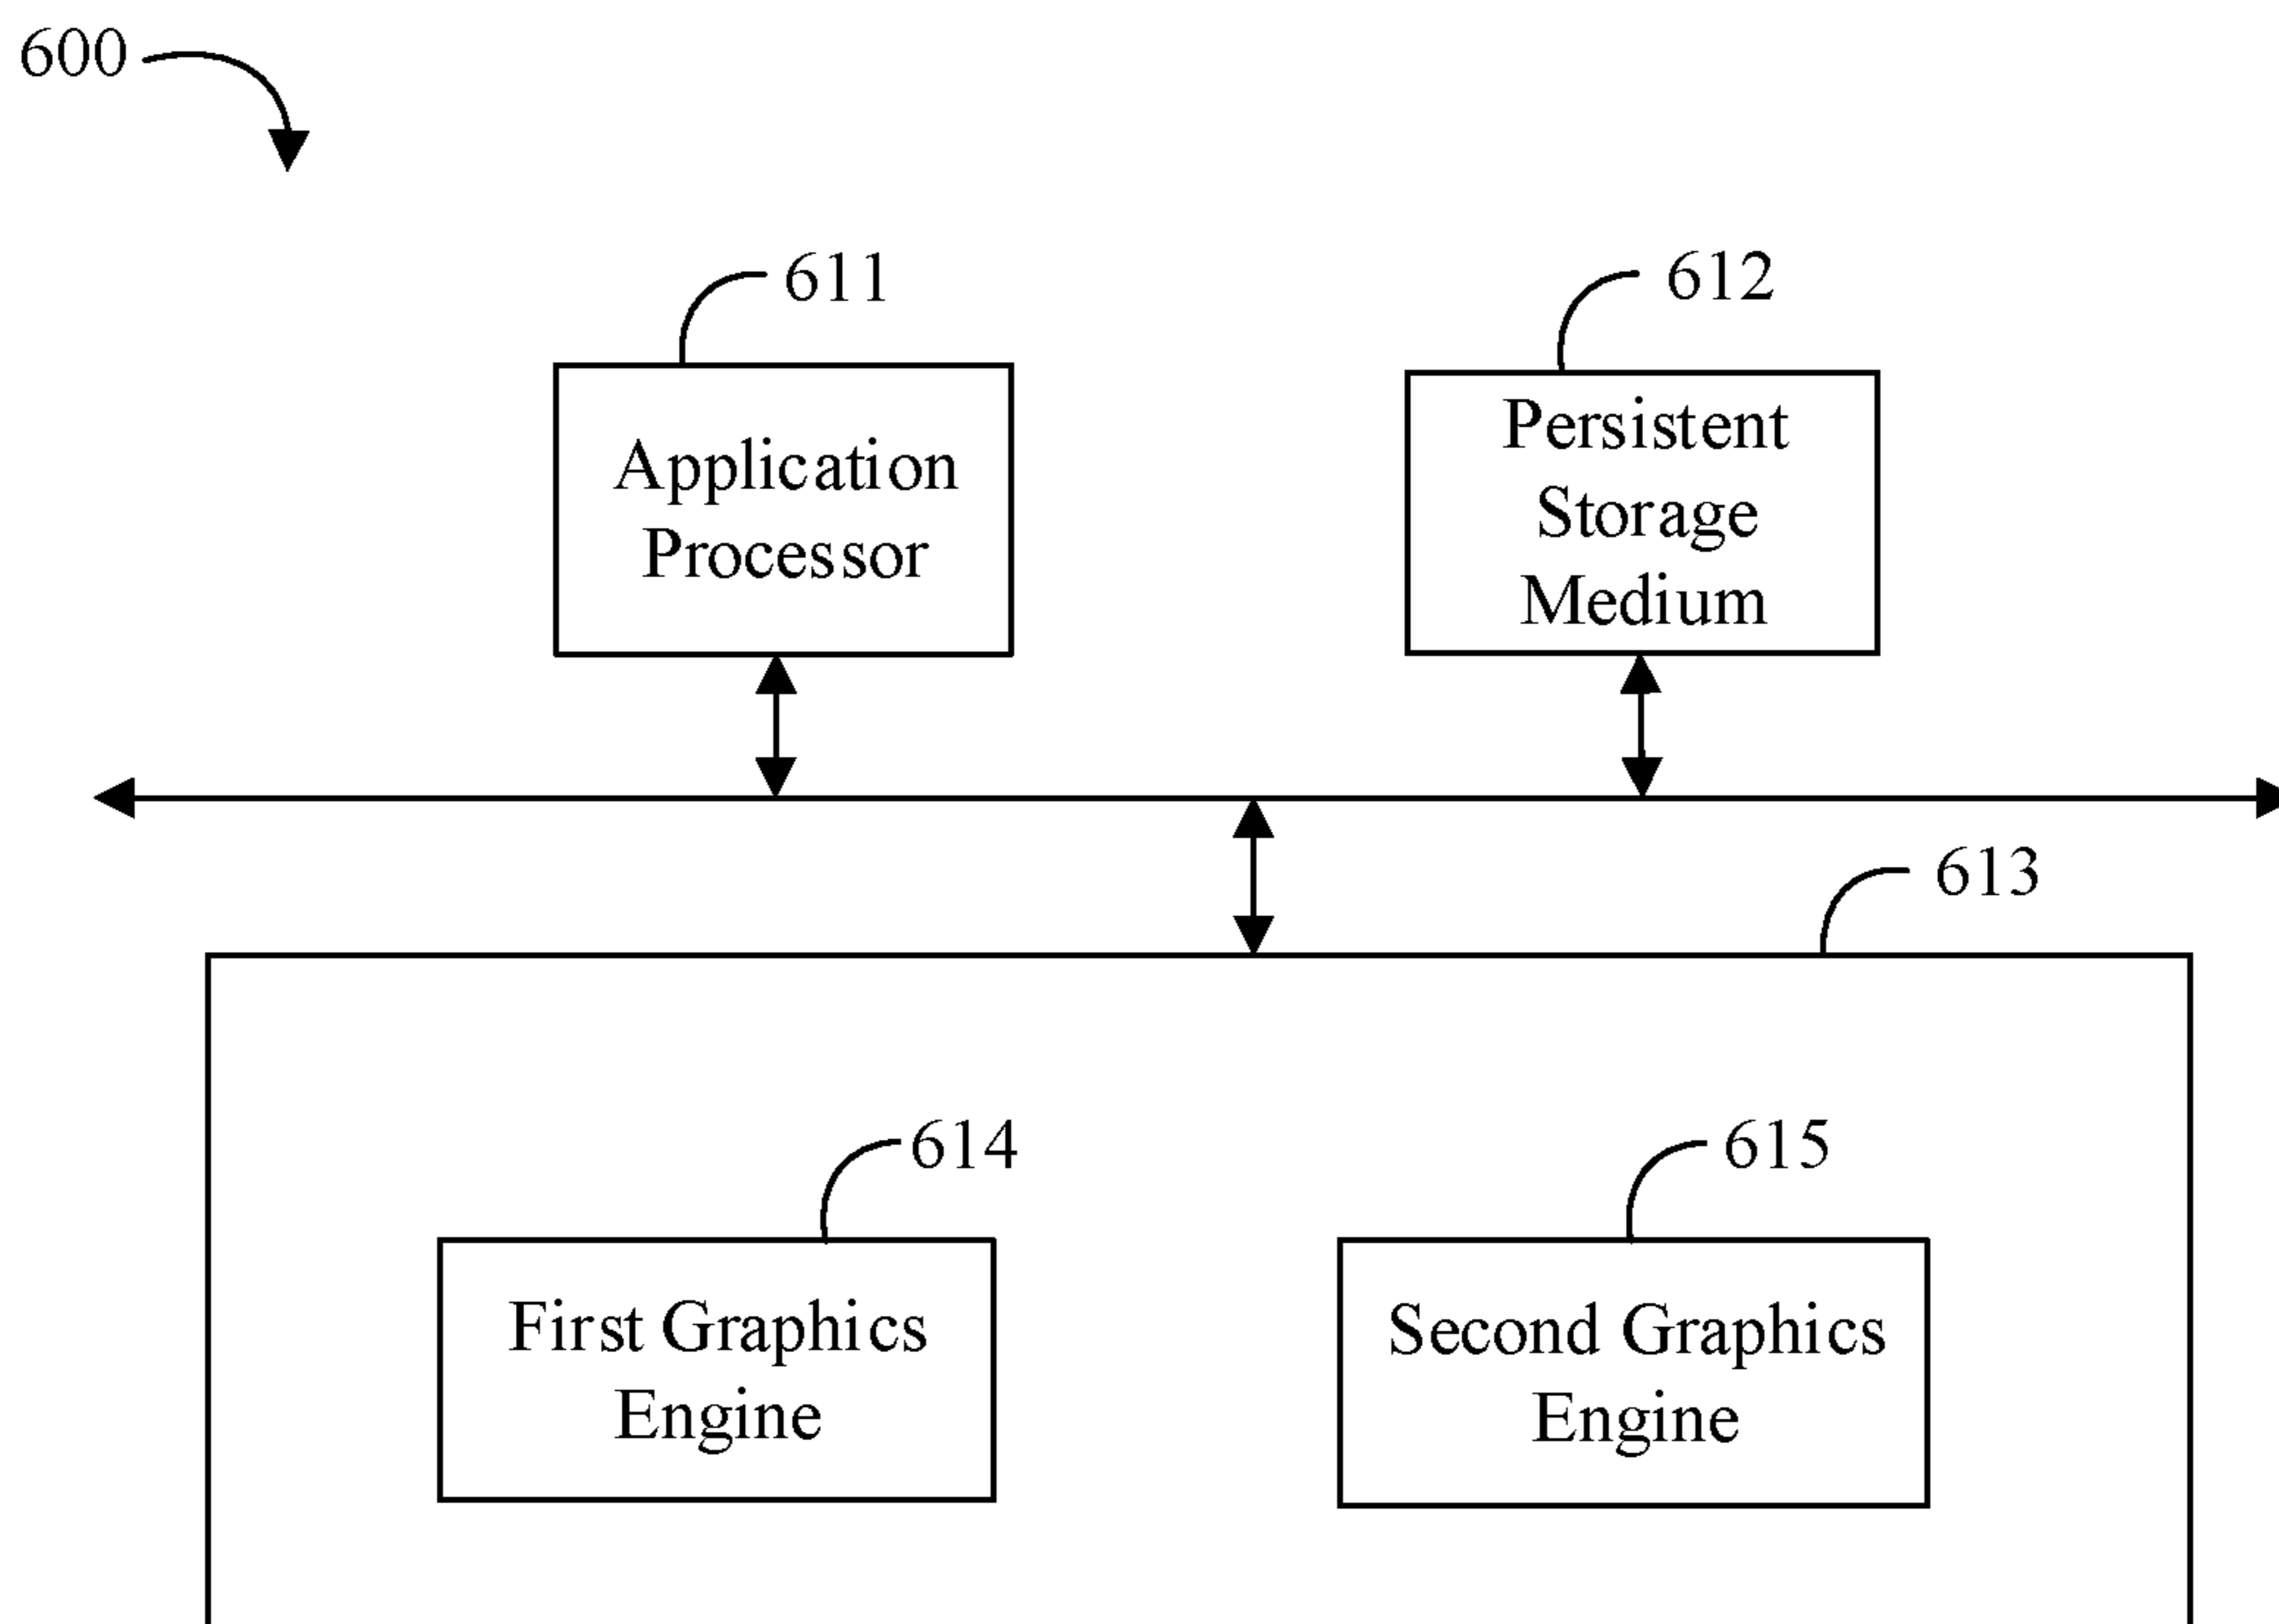 600
611
612
Application
Processor
Persistent
Storage
Medium
613
614
615
First Graphics
Engine
Second Graphics
Engine